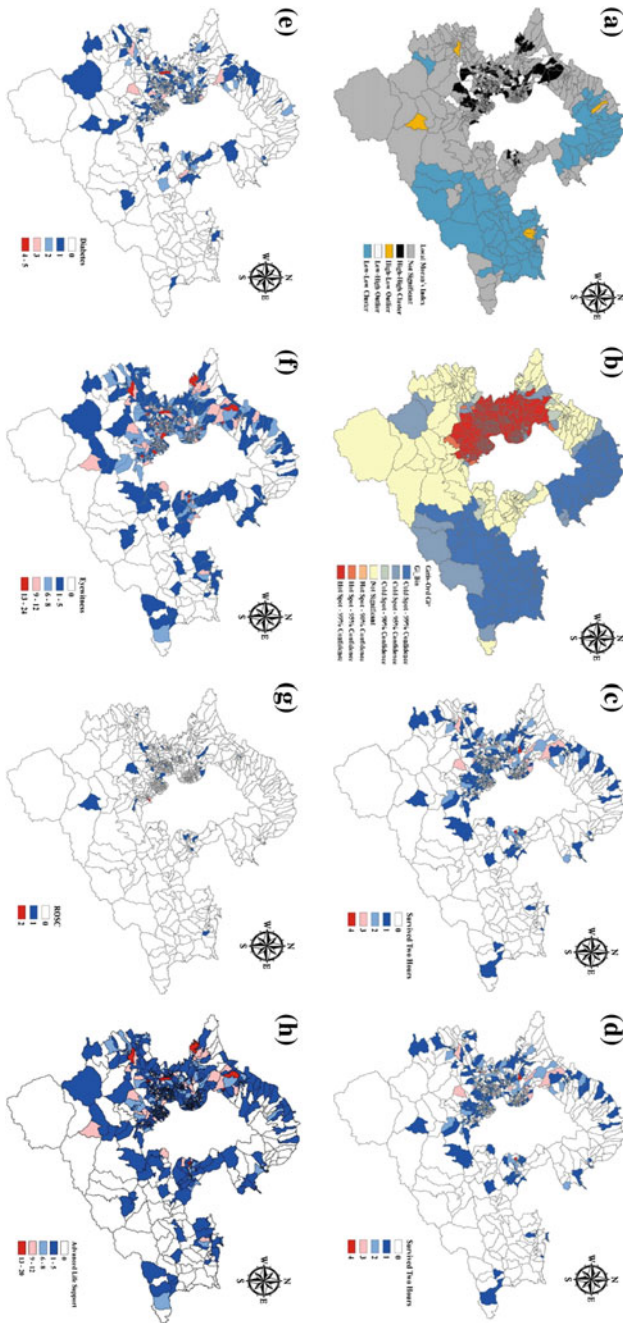 (a)
N
W E
S
Local Moran's Index
Not Significant
High-High Cluster
High-Low Outlier
Low-High Outlier
Low-Low Cluster
(b)
N
W E
S
Getis-Ord Gi*
Gi_Bin
Cold Spot - 99% Confidence
Cold Spot - 95% Confidence
Cold Spot - 90% Confidence
Not Significant
Hot Spot - 90% Confidence
Hot Spot - 95% Confidence
Hot Spot - 99% Confidence
(c)
N
W E
S
Survived Two Hours
0
1
2
3
4
(d)
N
W E
S
Survived Two Hours
0
1
2
3
4
(e)
N
W E
S
Diabetes
0
1
2
3
4 - 5
(f)
N
W E
S
Eyewitness
0
1 - 5
6 - 8
9 - 12
13 - 24
(g)
N
W E
S
ROSC
0
1
2
(h)
N
W E
S
Advanced Life Support
0
1 - 5
6 - 8
9 - 12
13 - 20